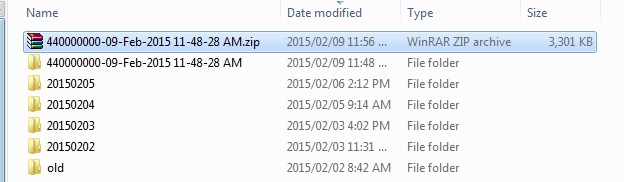 Name Date modified Type Size
440000000-09-Feb-2015 11-48-28 AM.zip 2015/02/09 11:56 ... WinRAR ZIP archive 3,301 KB
440000000-09-Feb-2015 11-48-28 AM 2015/02/09 11:48 ... File folder
20150205 2015/02/06 2:12 PM File folder
20150204 2015/02/05 9:14 AM File folder
20150203 2015/02/03 4:02 PM File folder
20150202 2015/02/03 11:31 ... File folder
old 2015/02/02 8:42 AM File folder